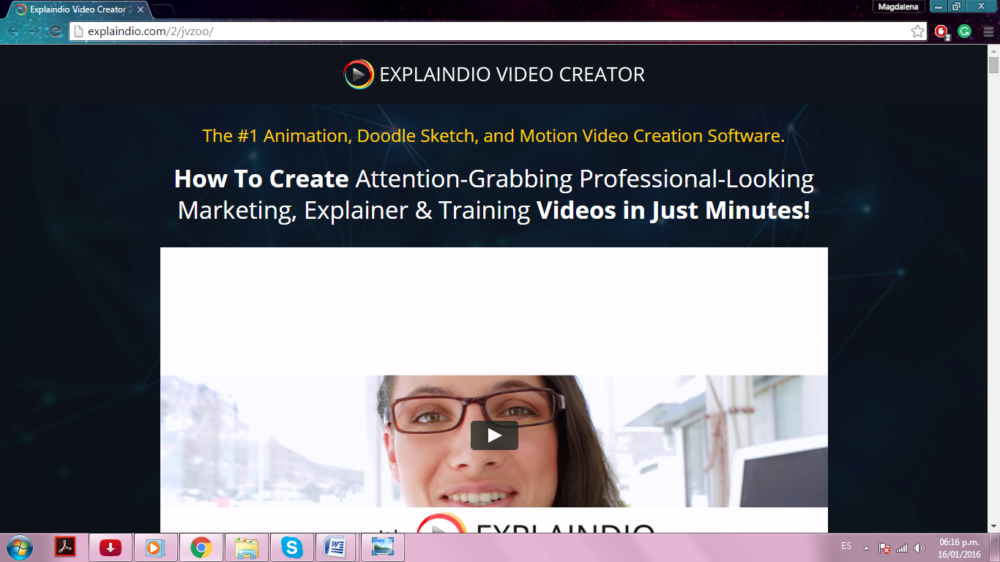 Explaindio Video Creator 2
Magdalena
explaindio.com/2/jvzoo/
2
EXPLAINDIO VIDEO CREATOR
The #1 Animation, Doodle Sketch, and Motion Video Creation Software.
How To Create Attention-Grabbing Professional-Looking
Marketing, Explainer & Training Videos in Just Minutes!
EXPLAINDIO
ES
06:16 p.m.
16/01/2016